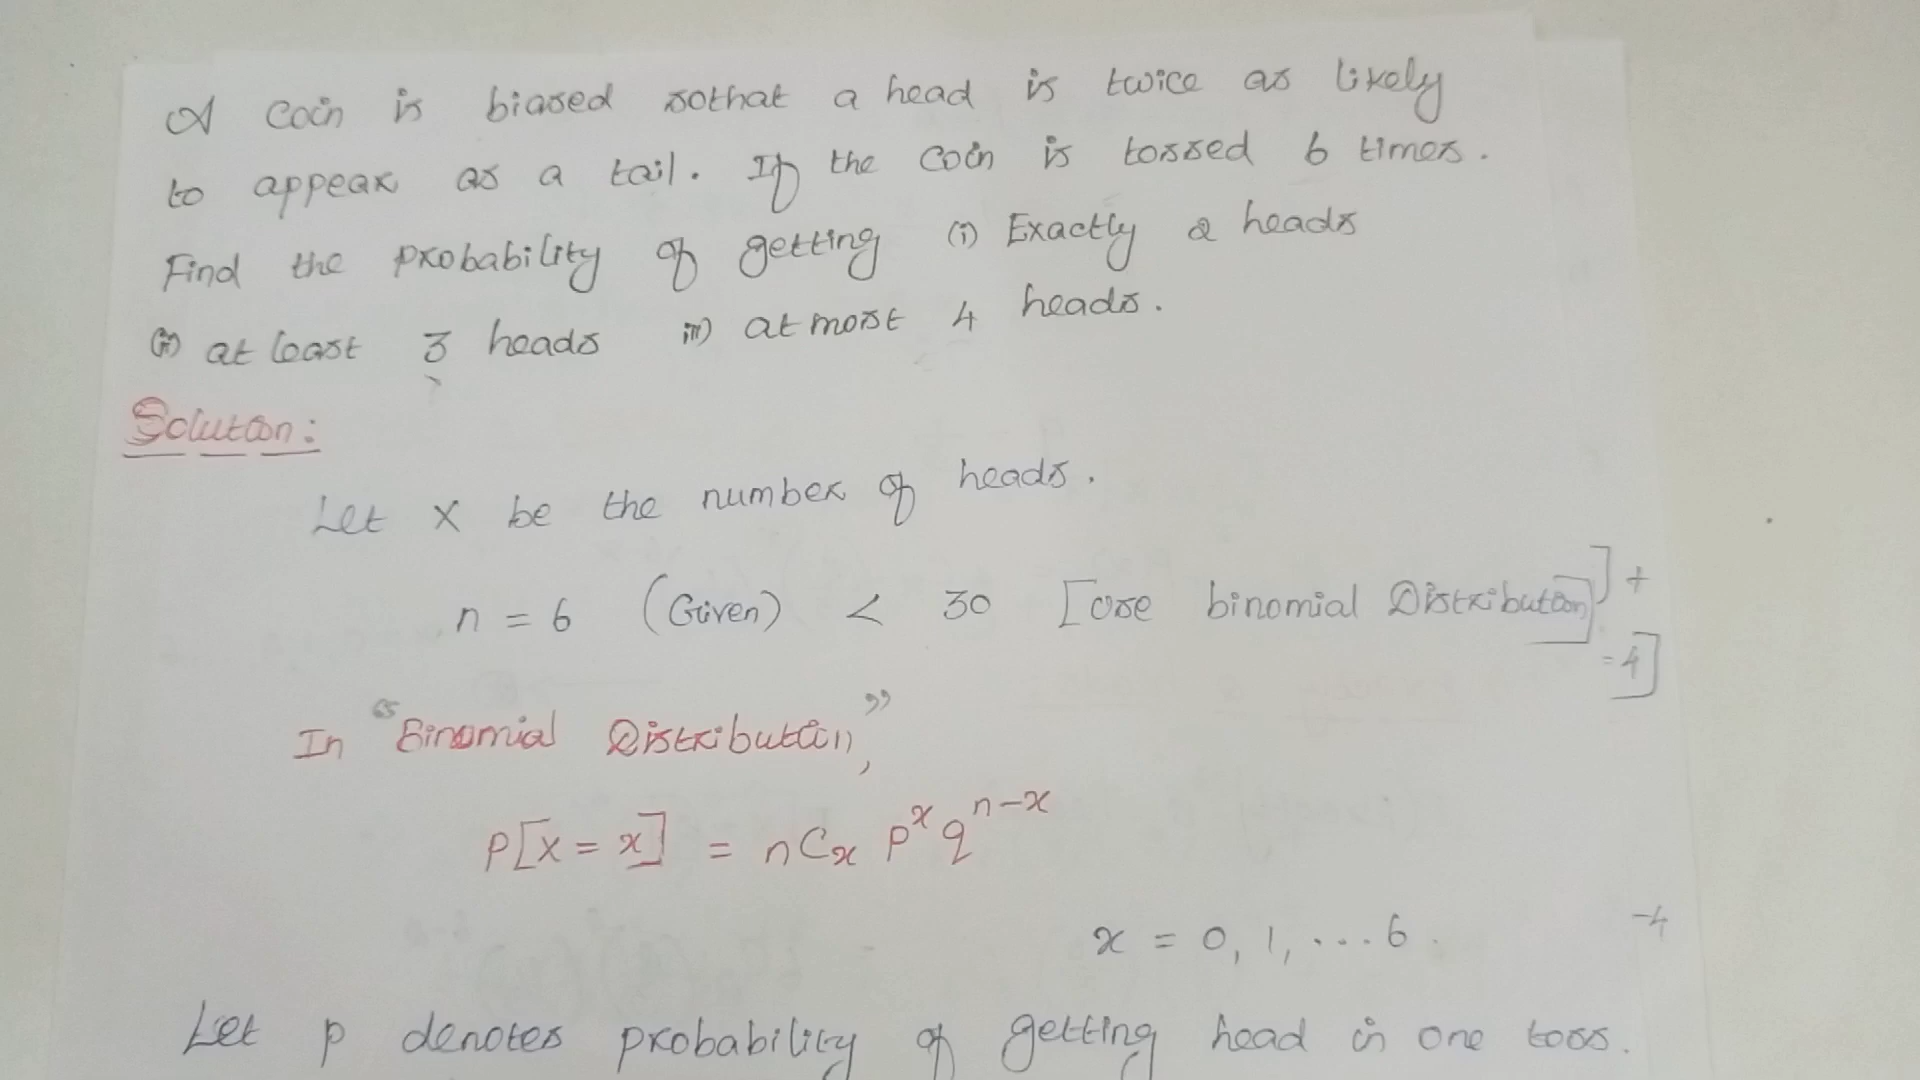 A coin is biased sothat a head is twice as likely
to appear as a tail. If the coin is tossed 6 times.
Find the probability of getting (i) Exactly 2 heads
(ii) at least 3 heads iii) at most 4 heads.
Solution:
Let X be the number of heads.
n = 6 (Given) < 30 [use binomial Distribution]
In "Binomial Distribution,"
P[X = x] = nCx p^x q^n-x
x = 0, 1, ... 6.
Let p denotes probability of getting head in one toss.